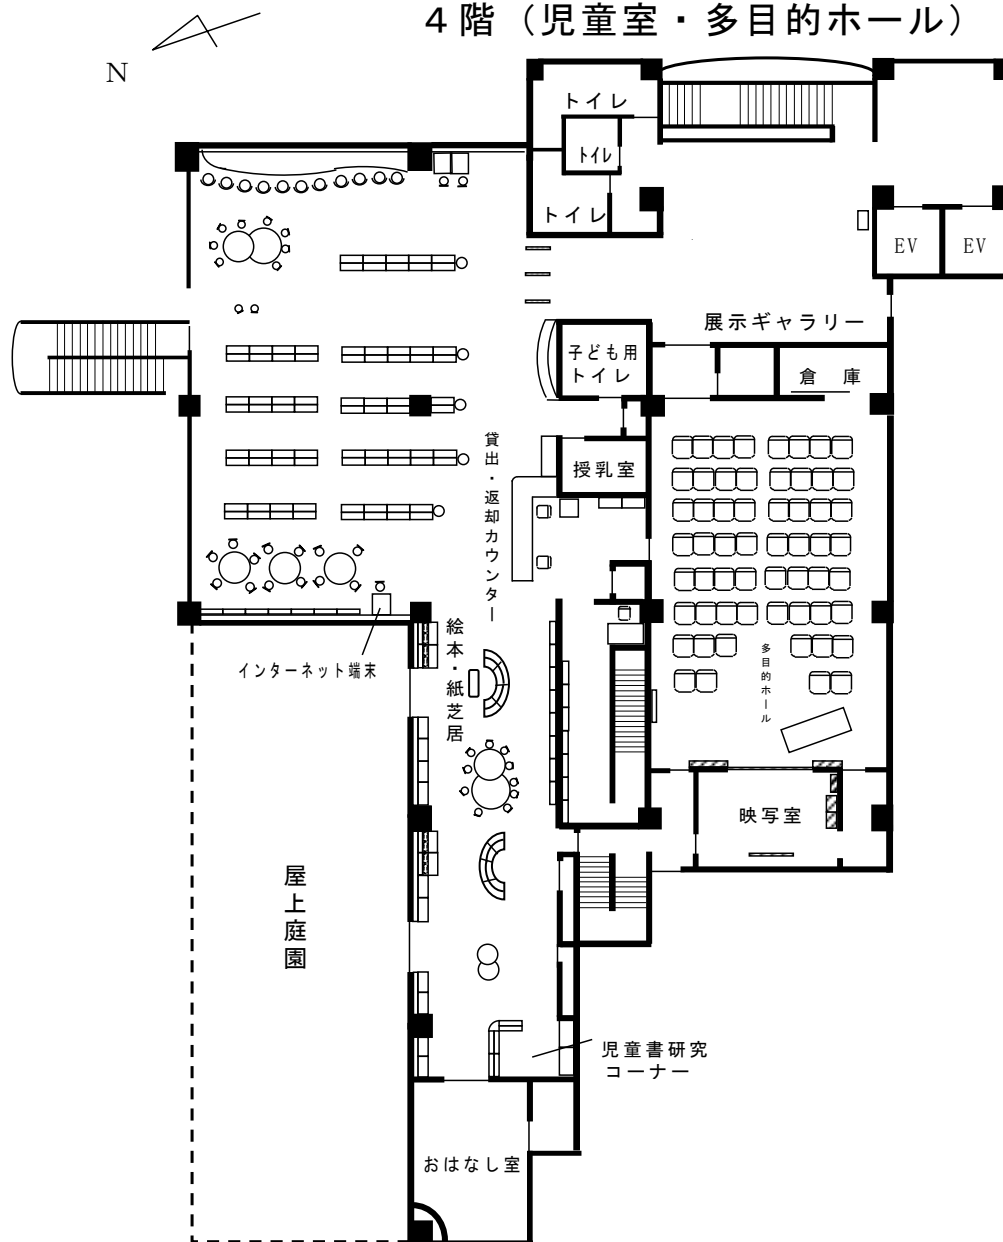 4階（児童室・多目的ホール）
N
トイレ
トイレ
トイレ
EV
EV
展示ギャラリー
子ども用
トイレ
倉庫
貸出・返却カウンター
授乳室
インターネット端末
絵本・紙芝居
多目的ホール
映写室
屋上庭園
児童書研究
コーナー
おはなし室